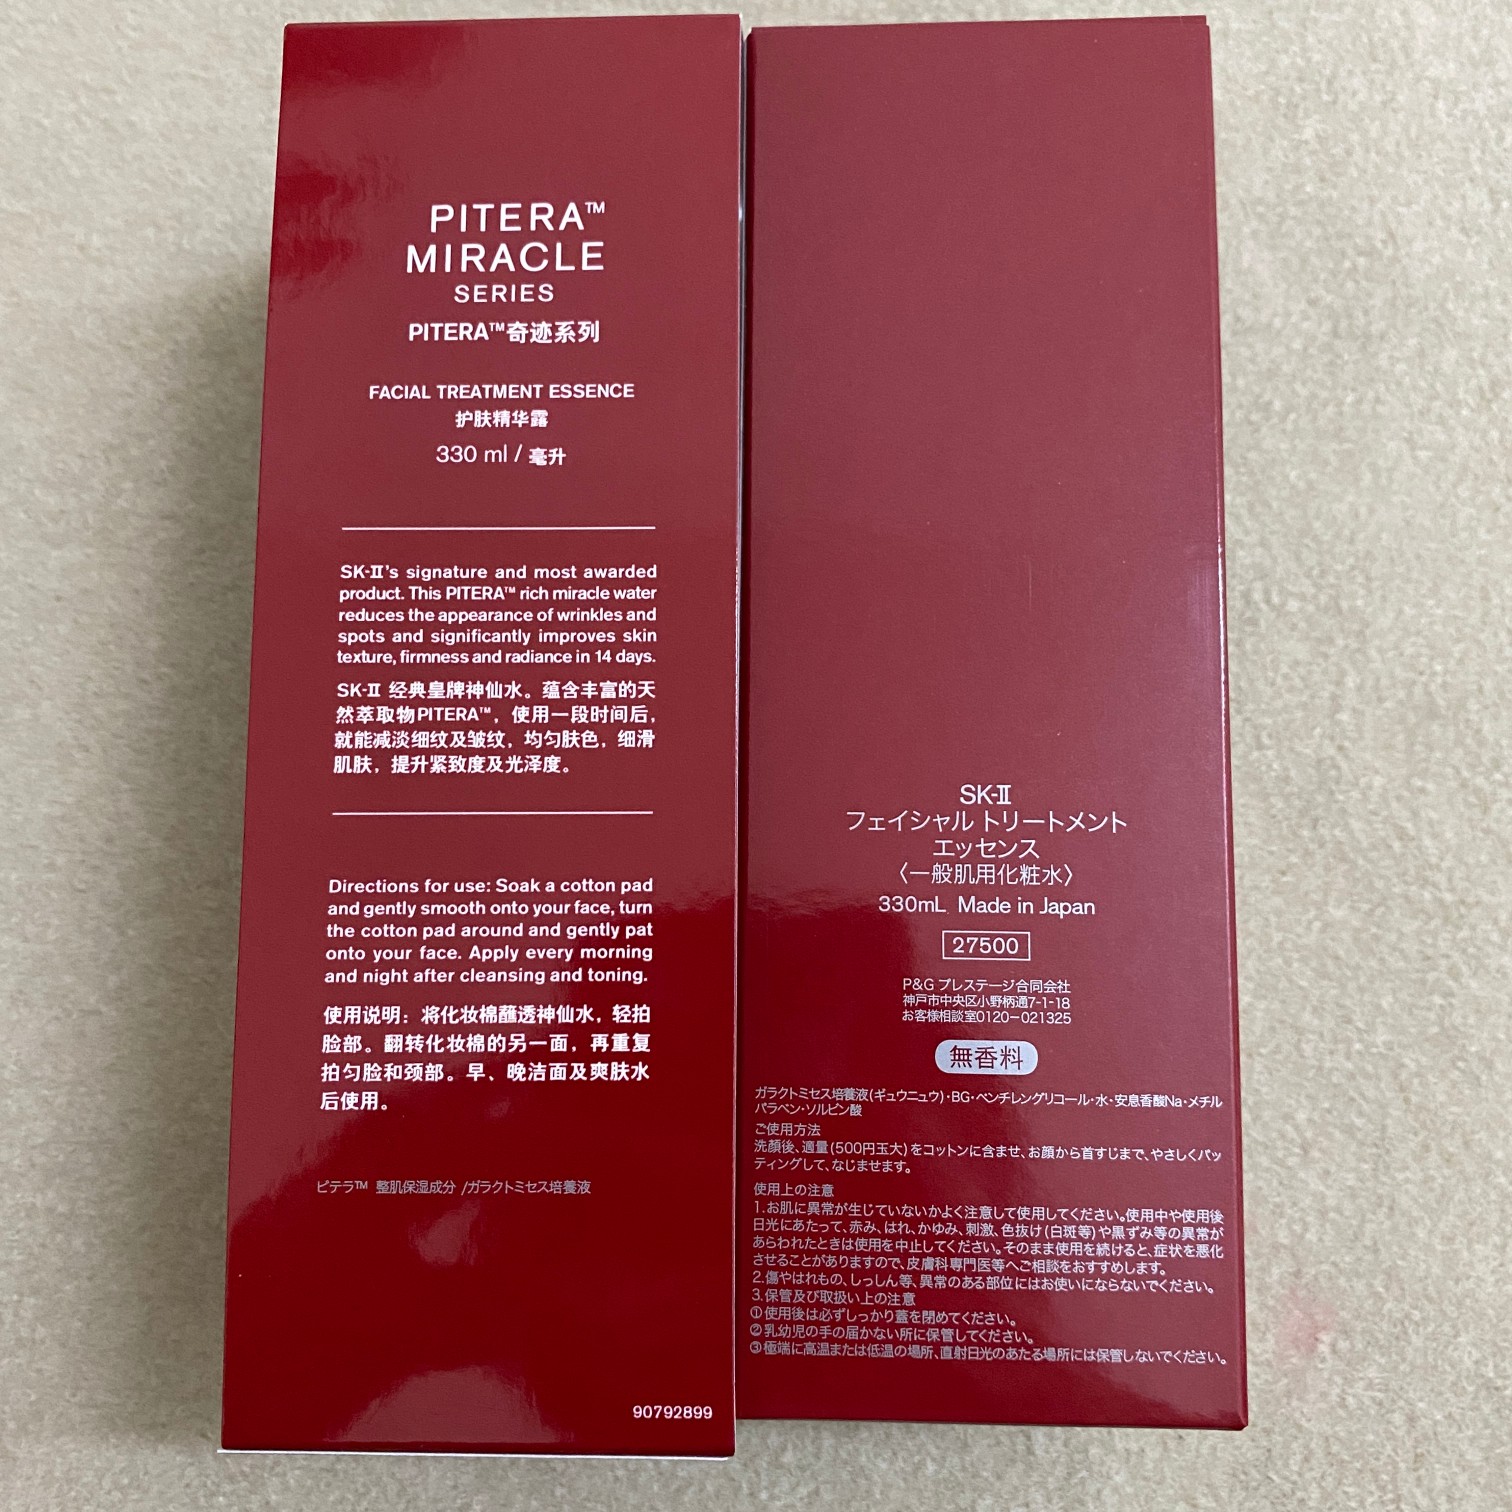 PITERA™
MIRACLE
SERIES
PITERA™奇迹系列
FACIAL TREATMENT ESSENCE
护肤精华露
330 ml / 毫升
SK-II's signature and most awarded
product. This PITERA™ rich miracle water
reduces the appearance of wrinkles and
spots and significantly improves skin
texture, firmness and radiance in 14 days.
SK-II 经典皇牌神仙水。蕴含丰富的天
然萃取物PITERA™，使用一段时间后，
就能减淡细纹及皱纹，均匀肤色，细滑
肌肤，提升紧致度及光泽度。
Directions for use: Soak a cotton pad
and gently smooth onto your face, turn
the cotton pad around and gently pat
onto your face. Apply every morning
and night after cleansing and toning.
使用说明：将化妆棉蘸透神仙水，轻拍
脸部。翻转化妆棉的另一面，再重复
拍匀脸和颈部。早、晚洁面及爽肤水
后使用。
ピテラ™ 整肌保湿成分 /ガラクトミセス培養液
90792899
SK-II
フェイシャル トリートメント
エッセンス
〈一般肌用化粧水〉
330mL Made in Japan
27500
P&G プレステージ合同会社
神戸市中央区小野柄通7-1-18
お客様相談室0120-021325
無香料
ガラクトミセス培養液(ギュウニュウ)・BG・ペンチレングリコール・水・安息香酸Na・メチル
パラベン・ソルビン酸
ご使用方法
洗顔後、適量(500円玉大)をコットンに含ませ、お顔から首すじまで、やさしくパッ
ティングして、なじませます。
使用上の注意
1.お肌に異常が生じていないかよく注意して使用してください。使用中や使用後
日光にあたって、赤み、はれ、かゆみ、刺激、色抜け(白斑等)や黒ずみ等の異常が
あらわれたときは使用を中止してください。そのまま使用を続けると、症状を悪化
させることがありますので、皮膚科専門医等へご相談をおすすめします。
2.傷やはれもの、しっしん等、異常のある部位にはお使いにならないでください。
3.保管及び取扱い上の注意
①使用後は必ずしっかり蓋を閉めてください。
②乳幼児の手の届かない所に保管してください。
③極端に高温または低温の場所、直射日光のあたる場所には保管しないでください。